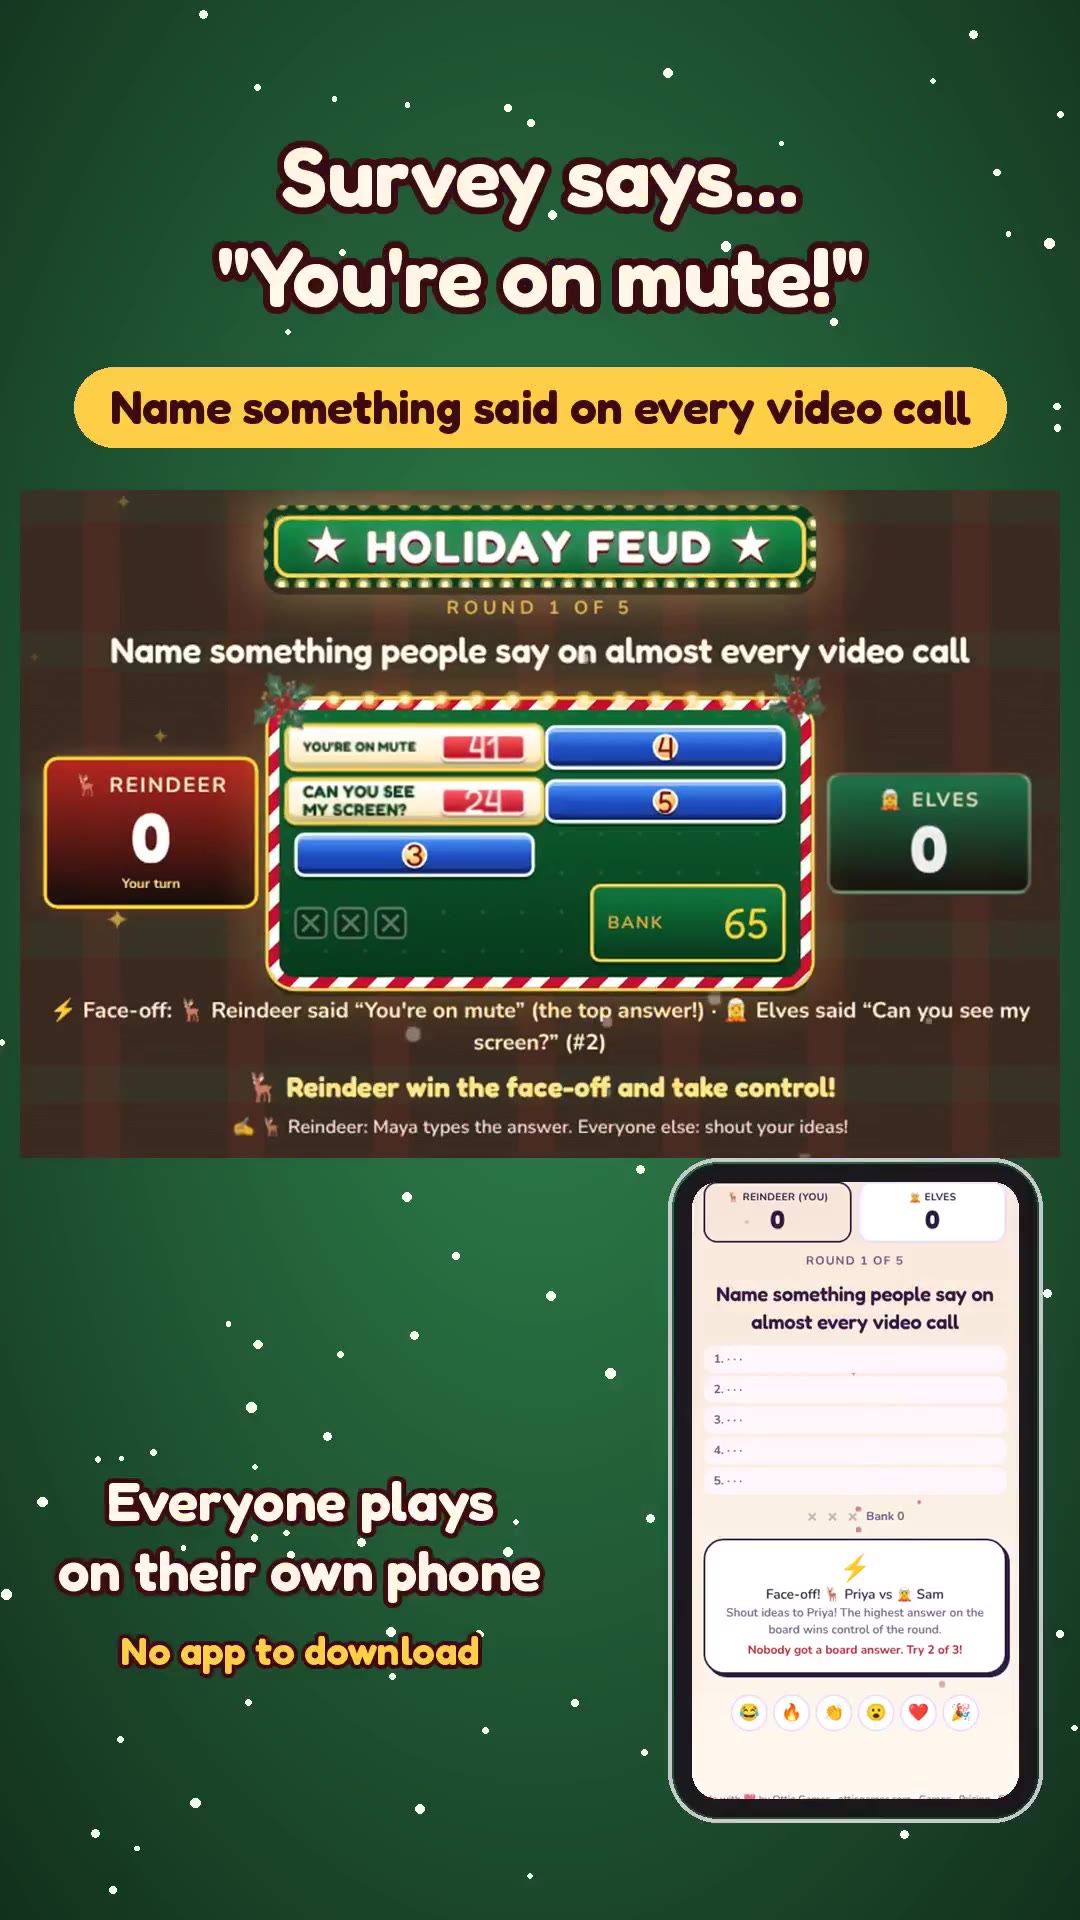 Survey says...
"You're on mute!"
Name something said on every video call
★ HOLIDAY FEUD ★
ROUND 1 OF 5
Name something people say on almost every video call
🦌 REINDEER
0
Your turn
YOU'RE ON MUTE 41
CAN YOU SEE MY SCREEN? 24
3
4
5
BANK 65
🧝 ELVES
0
⚡ Face-off: 🦌 Reindeer said “You're on mute” (the top answer!) · 🧝 Elves said “Can you see my
screen?” (#2)
🦌 Reindeer win the face-off and take control!
✍️ 🦌 Reindeer: Maya types the answer. Everyone else: shout your ideas!
🦌 REINDEER (YOU)
0
🧝 ELVES
0
ROUND 1 OF 5
Name something people say on
almost every video call
1. · · ·
2. · · ·
3. · · ·
4. · · ·
5. · · ·
× × × Bank 0
⚡
Face-off! 🦌 Priya vs 🧝 Sam
Shout ideas to Priya! The highest answer on the
board wins control of the round.
Nobody got a board answer. Try 2 of 3!
Everyone plays
on their own phone
No app to download